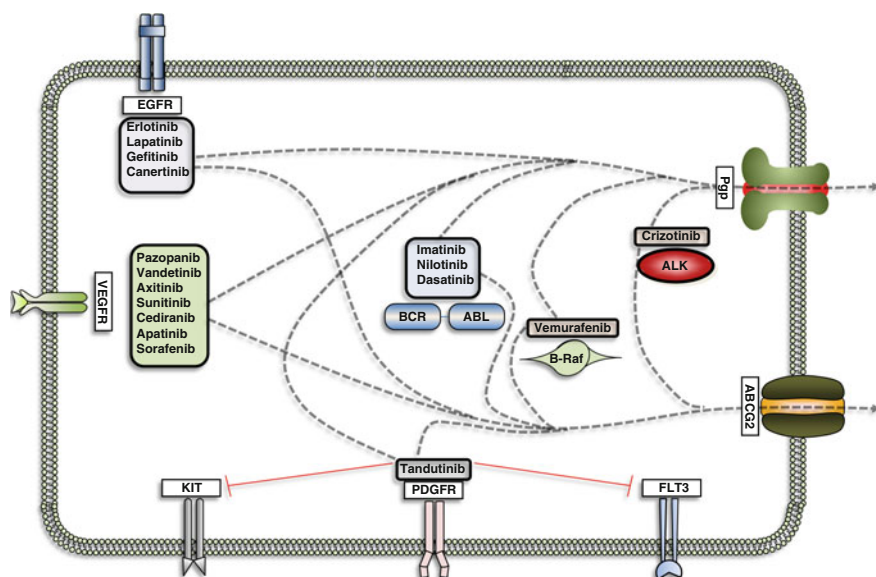 EGFR
Erlotinib
Lapatinib
Gefitinib
Canertinib
Pgp
Crizotinib
ALK
Pazopanib
Vandetinib
Axitinib
Sunitinib
Cediranib
Apatinib
Sorafenib
VEGFR
Imatinib
Nilotinib
Dasatinib
BCR
ABL
Vemurafenib
B-Raf
ABCG2
Tandutinib
PDGFR
KIT
FLT3